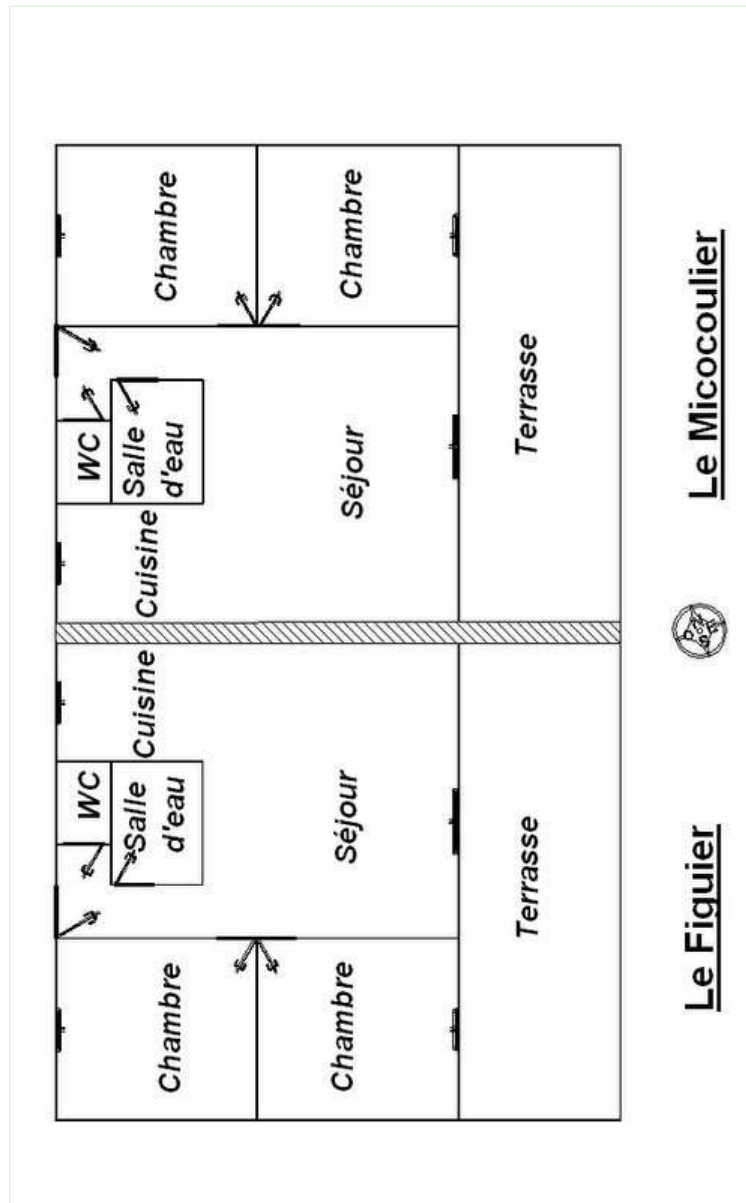 Chambre
Chambre
WC
Salle
d'eau
Cuisine
Séjour
Terrasse
Le Micocoulier
Cuisine
WC
Salle
d'eau
Séjour
Chambre
Chambre
Terrasse
Le Figuier